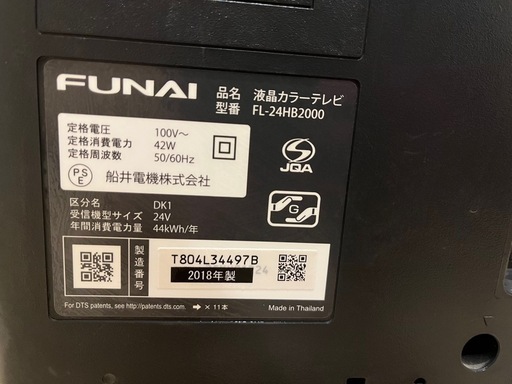 FUNAI
品名 液晶カラーテレビ
型番 FL-24HB2000
定格電圧 100V～
定格消費電力 42W
定格周波数 50/60Hz
PS
E
船井電機株式会社
JQA
G
区分名 DK1
受信機型サイズ 24V
年間消費電力量 44kWh/年
製造番号
T804L34497B
2018年製
24
For DTS patents, see http://patents.dts.com.
→ × 11本
Made in Thailand